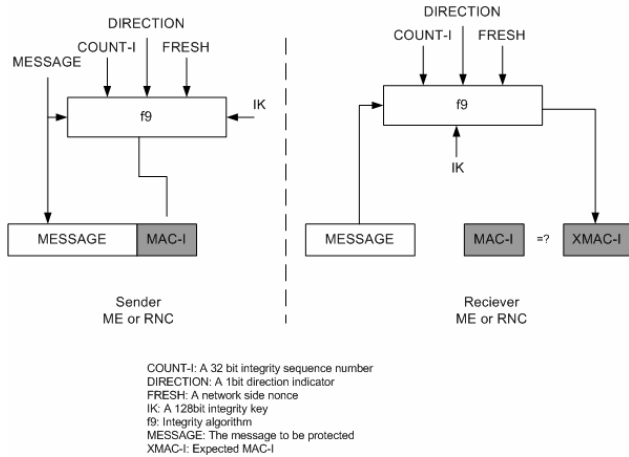 DIRECTION
COUNT-I FRESH
MESSAGE
f9
IK
MESSAGE MAC-I
Sender
ME or RNC
DIRECTION
COUNT-I FRESH
f9
IK
MESSAGE MAC-I =? XMAC-I
Reciever
ME or RNC
COUNT-I: A 32 bit integrity sequence number
DIRECTION: A 1bit direction indicator
FRESH: A network side nonce
IK: A 128bit integrity key
f9: Integrity algorithm
MESSAGE: The message to be protected
XMAC-I: Expected MAC-I